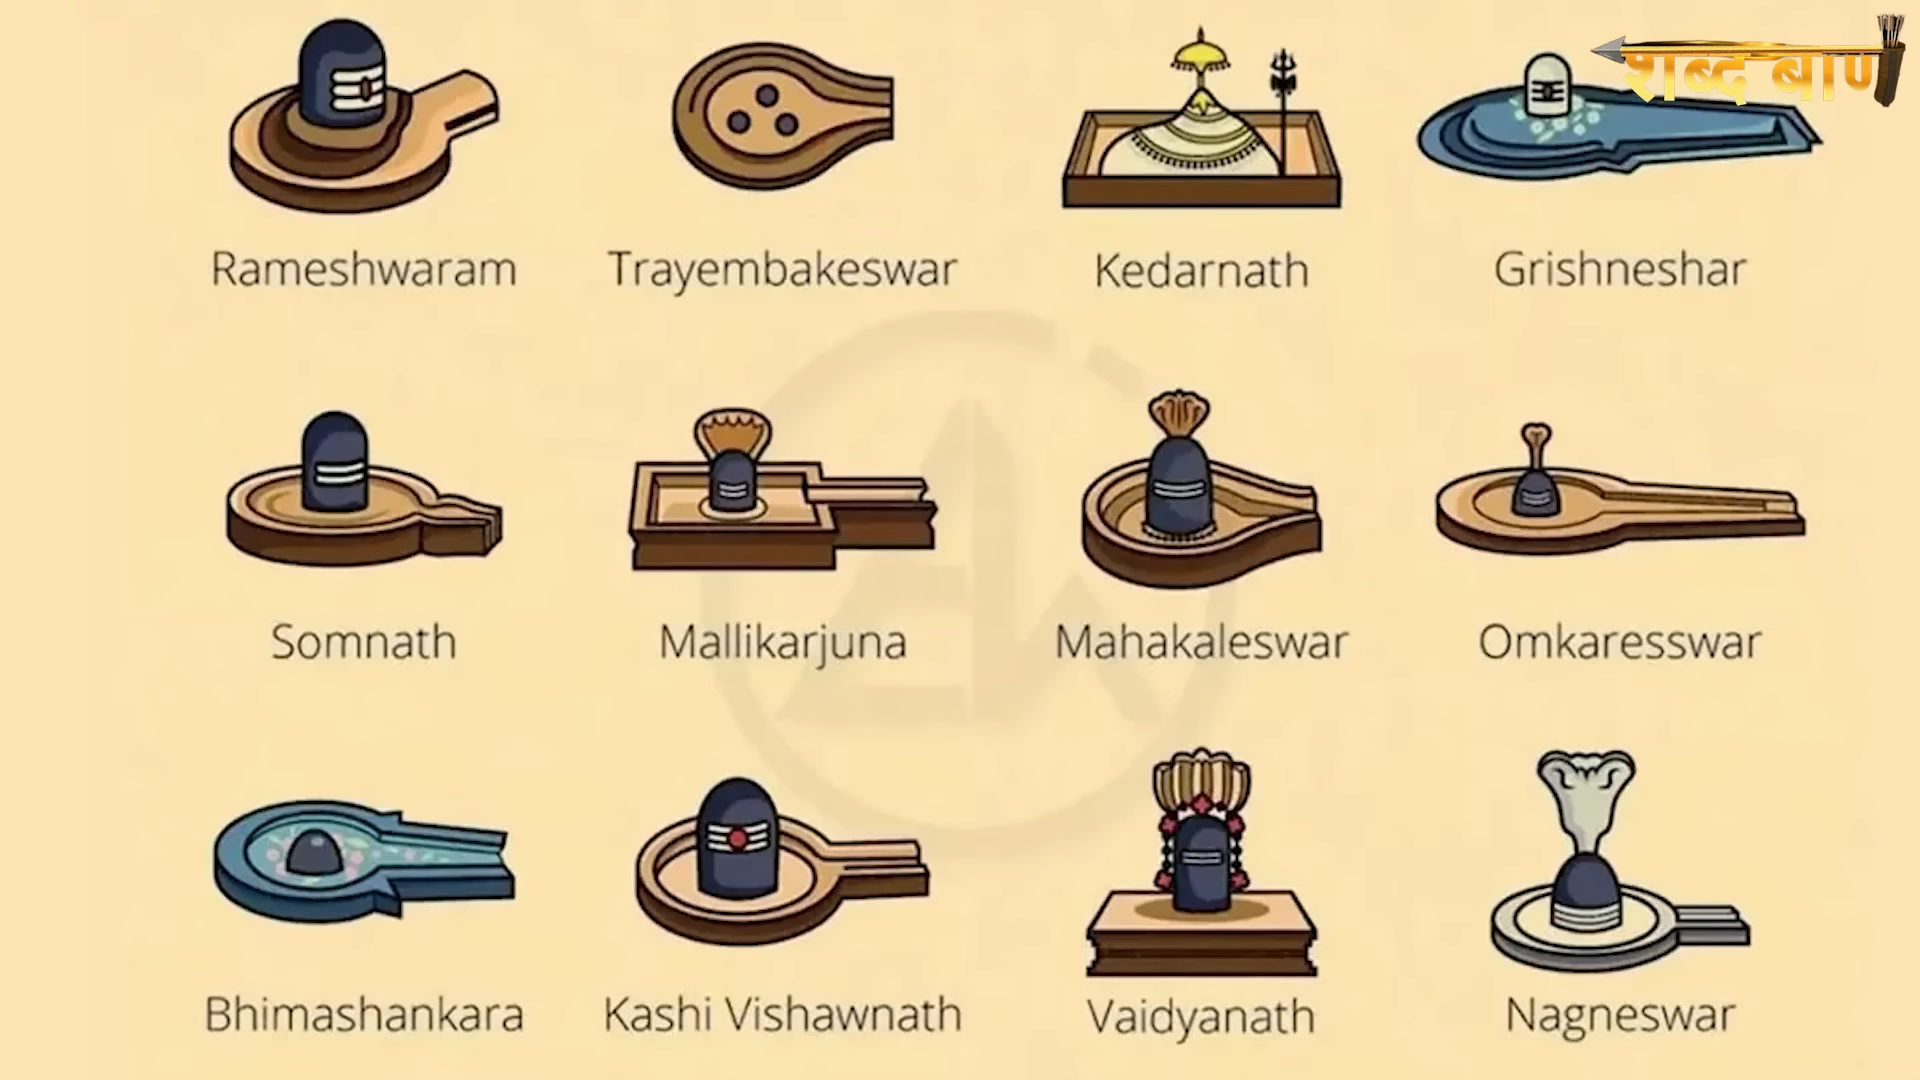 शब्द बाण
Rameshwaram
Trayembakeswar
Kedarnath
Grishneshar
Somnath
Mallikarjuna
Mahakaleswar
Omkaresswar
Bhimashankara
Kashi Vishawnath
Vaidyanath
Nagneswar